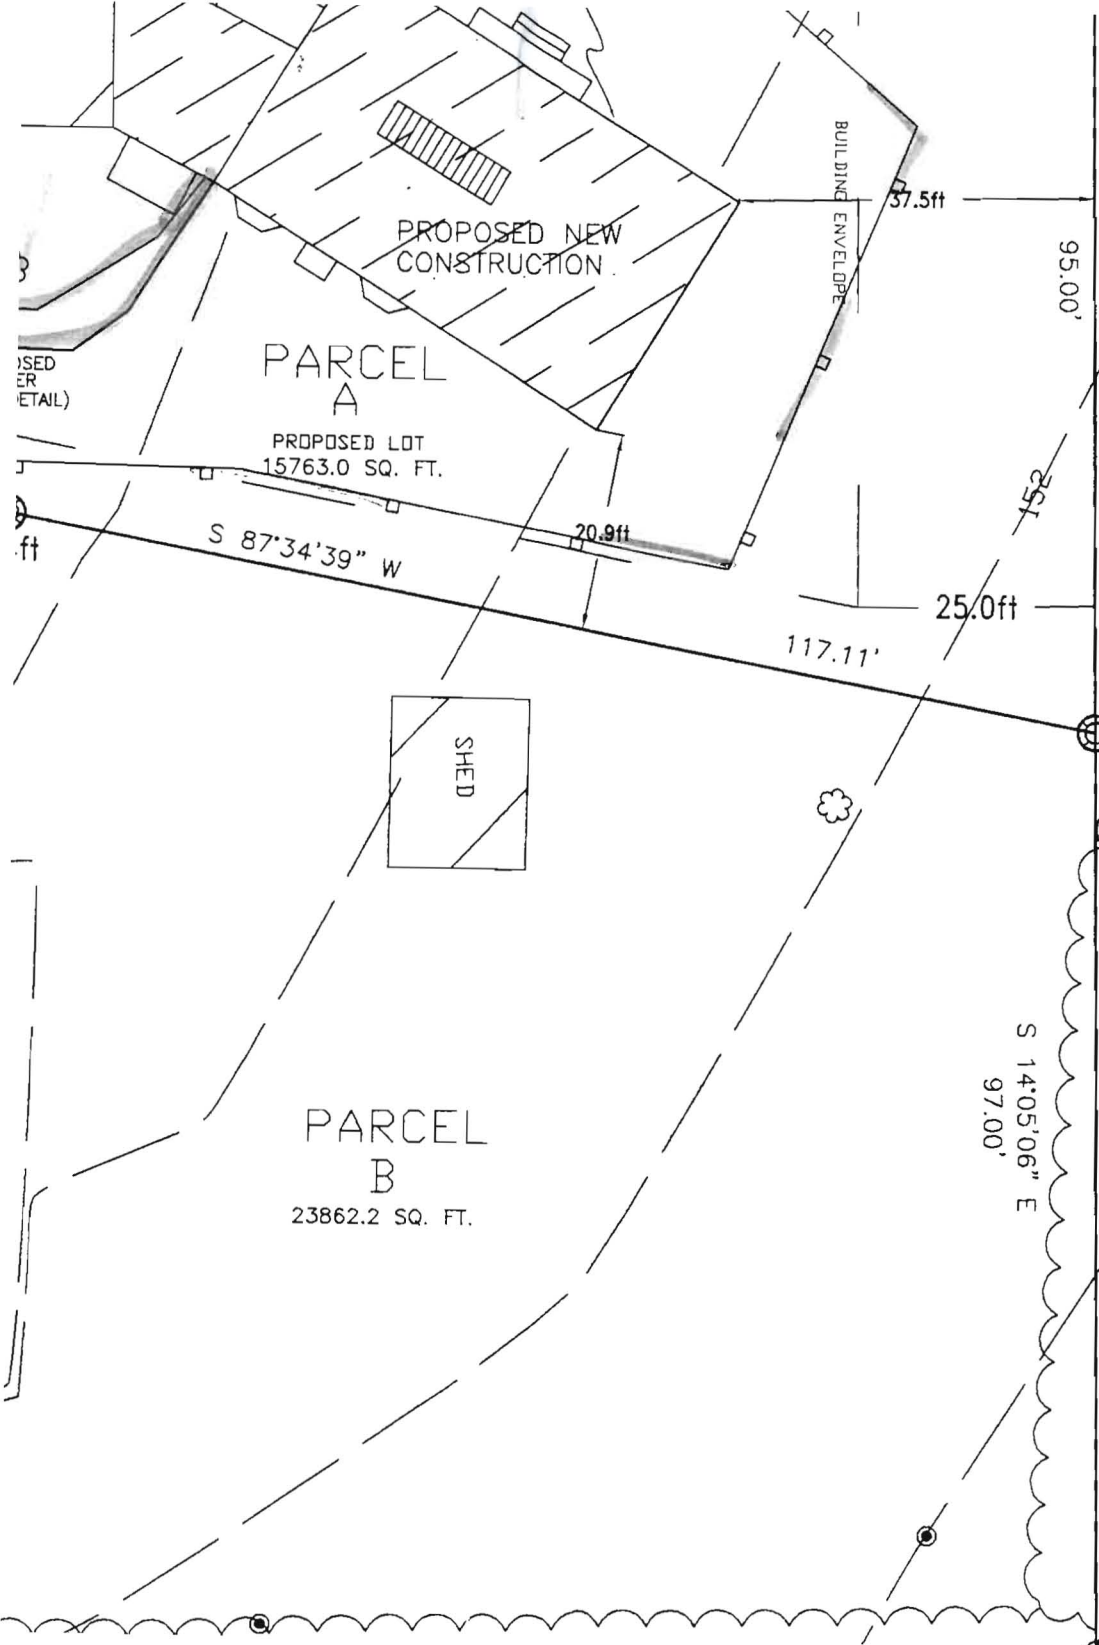 BUILDING ENVELOPE
37.5ft
PROPOSED NEW
CONSTRUCTION
95.00'
PARCEL
A
PROPOSED LOT
15763.0 SQ. FT.
ETAIL)
152
20.9ft
S 87°34'39" W
25.0ft
117.11'
SHED
S 14°05'06" E
97.00'
PARCEL
B
23862.2 SQ. FT.